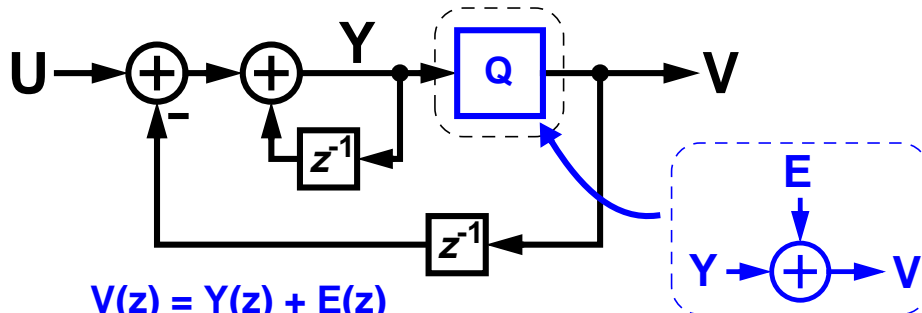 U
Y
Q
V
-
z-1
z-1
E
Y
V
V(z) = Y(z) + E(z)